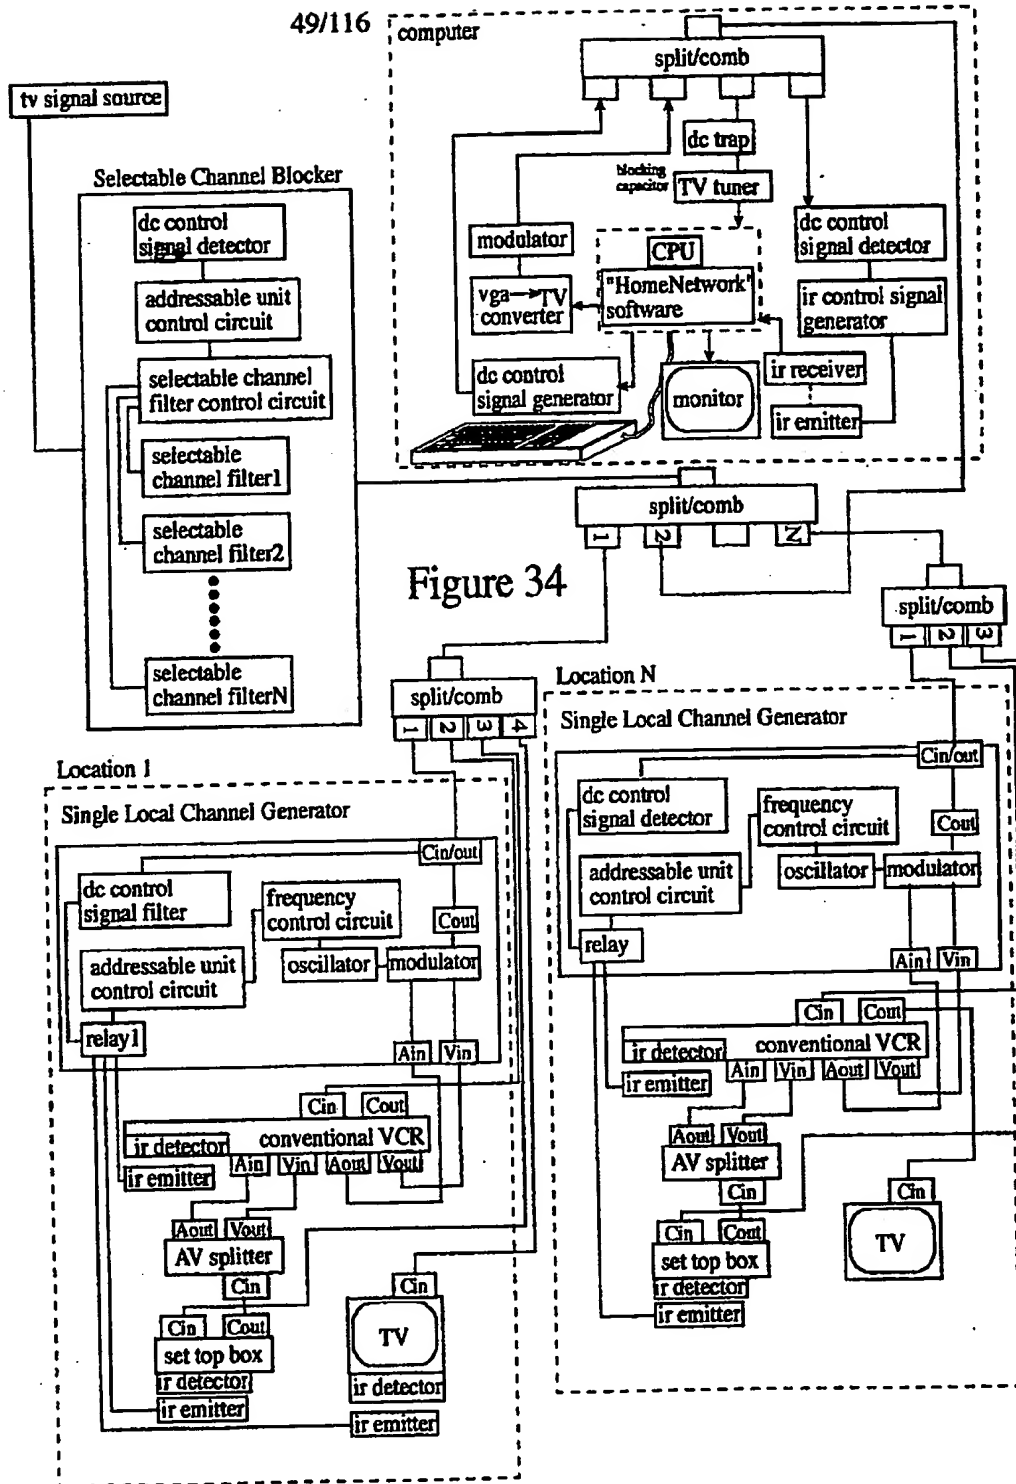 49/116
computer
split/comb
tv signal source
dc trap
blocking
capacitor
TV tuner
Selectable Channel Blocker
dc control
signal detector
addressable unit
control circuit
selectable channel
filter control circuit
selectable
channel filter1
selectable
channel filter2
selectable
channel filterN
modulator
vga→TV
converter
CPU
"HomeNetwork"
software
dc control
signal detector
ir control signal
generator
dc control
signal generator
monitor
ir receiver
ir emitter
split/comb
1
2
N
Figure 34
split/comb
1
2
3
split/comb
1
2
3
4
Location 1
Single Local Channel Generator
Cin/out
dc control
signal filter
frequency
control circuit
Cout
addressable unit
control circuit
oscillator
modulator
relay1
Ain
Vin
Cin
Cout
conventional VCR
ir detector
ir emitter
Ain
Vin
Aout
Vout
Aout
Vout
AV splitter
Cin
Cin
Cout
set top box
ir detector
ir emitter
Cin
TV
ir detector
ir emitter
Location N
Single Local Channel Generator
Cin/out
dc control
signal detector
frequency
control circuit
Cout
addressable unit
control circuit
oscillator
modulator
relay
Ain
Vin
Cin
Cout
conventional VCR
ir detector
ir emitter
Ain
Vin
Aout
Vout
Aout
Vout
AV splitter
Cin
Cin
Cout
set top box
ir detector
ir emitter
Cin
TV